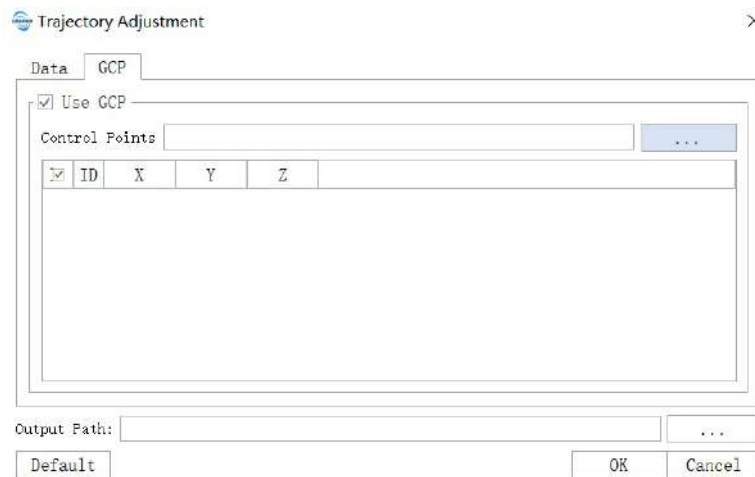 Trajectory Adjustment
Data GCP
Use GCP
Control Points ...
ID X Y Z
Output Path: ...
Default OK Cancel